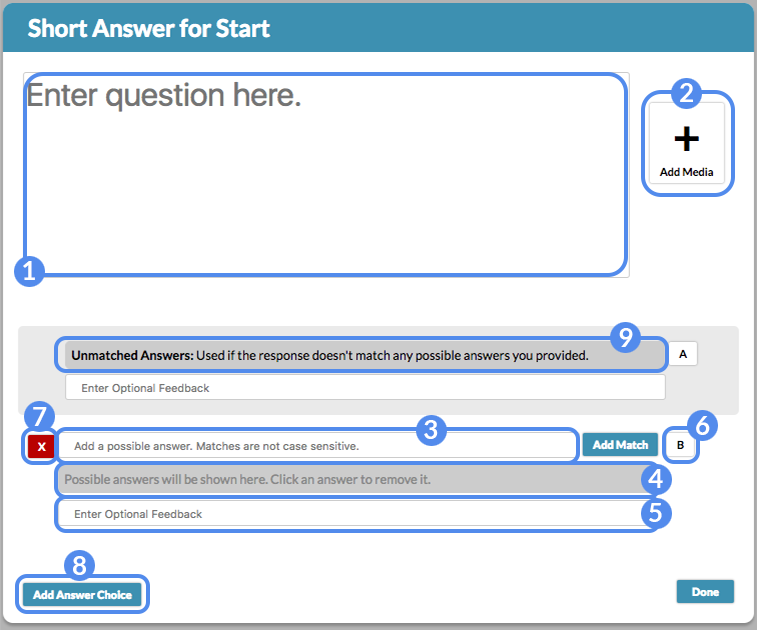 Short Answer for Start
Enter question here.
2
+
Add Media
1
9
Unmatched Answers: Used if the response doesn't match any possible answers you provided.
A
Enter Optional Feedback
7
3
6
X
Add a possible answer. Matches are not case sensitive.
Add Match
B
Possible answers will be shown here. Click an answer to remove it.
4
Enter Optional Feedback
5
8
Add Answer Choice
Done